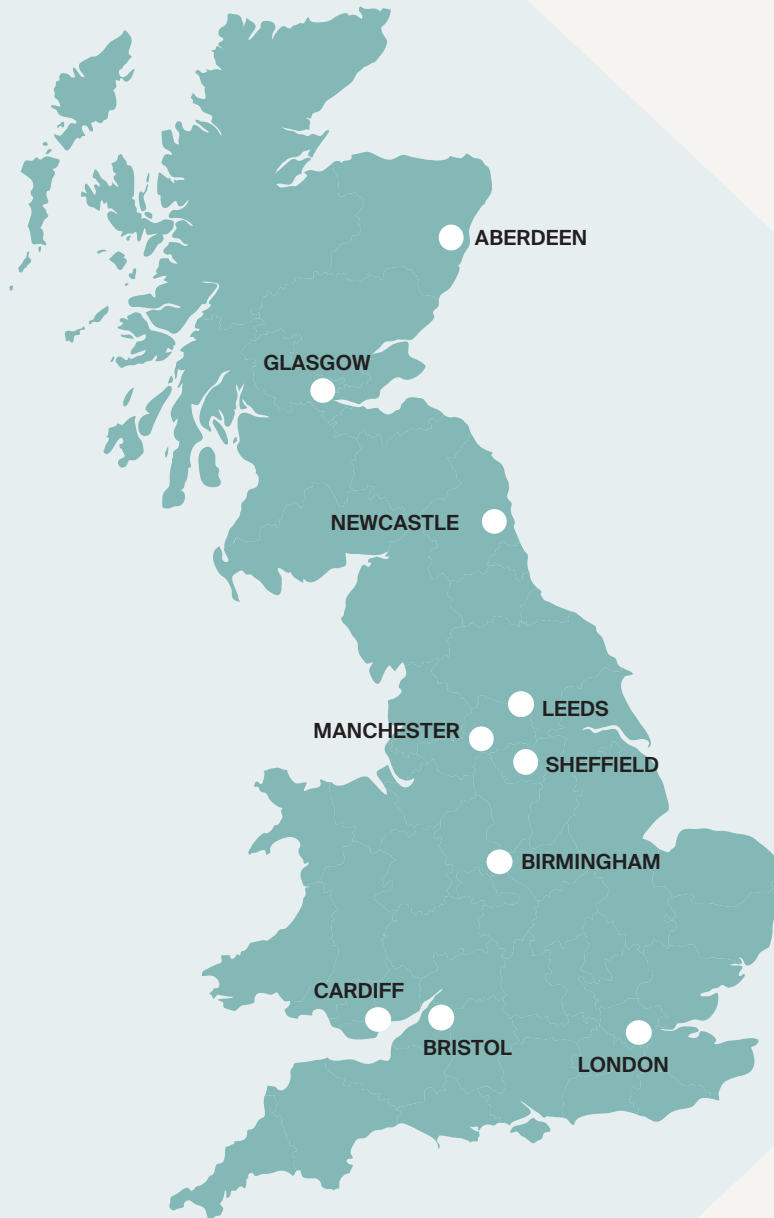 ABERDEEN
GLASGOW
NEWCASTLE
LEEDS
MANCHESTER
SHEFFIELD
BIRMINGHAM
CARDIFF
BRISTOL
LONDON